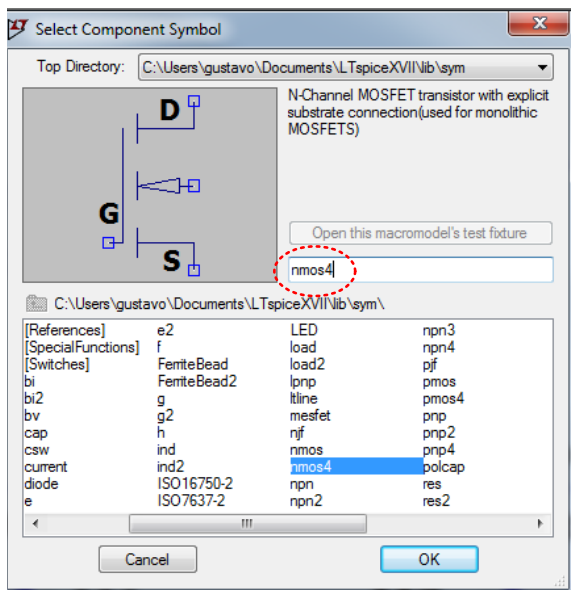 Select Component Symbol
Top Directory: C:\Users\gustavo\Documents\LTspiceXVII\lib\sym
D
G
S
N-Channel MOSFET transistor with explicit
substrate connection(used for monolithic
MOSFETS)
Open this macromodel's test fixture
nmos4
C:\Users\gustavo\Documents\LTspiceXVII\lib\sym\
[References] e2 LED npn3
[SpecialFunctions] f load npn4
[Switches] FerriteBead load2 pjf
bi FerriteBead2 lpnp pmos
bi2 g ltline pmos4
bv g2 mesfet pnp
cap h njf pnp2
csw ind nmos pnp4
current ind2 nmos4 polcap
diode ISO16750-2 npn res
e ISO7637-2 npn2 res2
Cancel OK